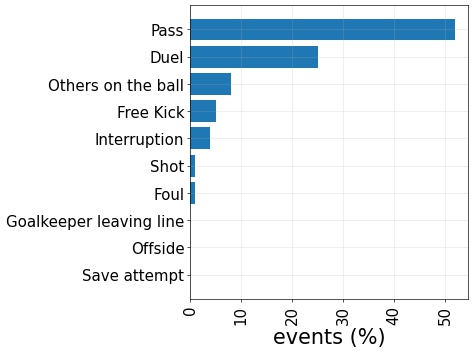 Pass
Duel
Others on the ball
Free Kick
Interruption
Shot
Foul
Goalkeeper leaving line
Offside
Save attempt
0 10 20 30 40 50
events (%)